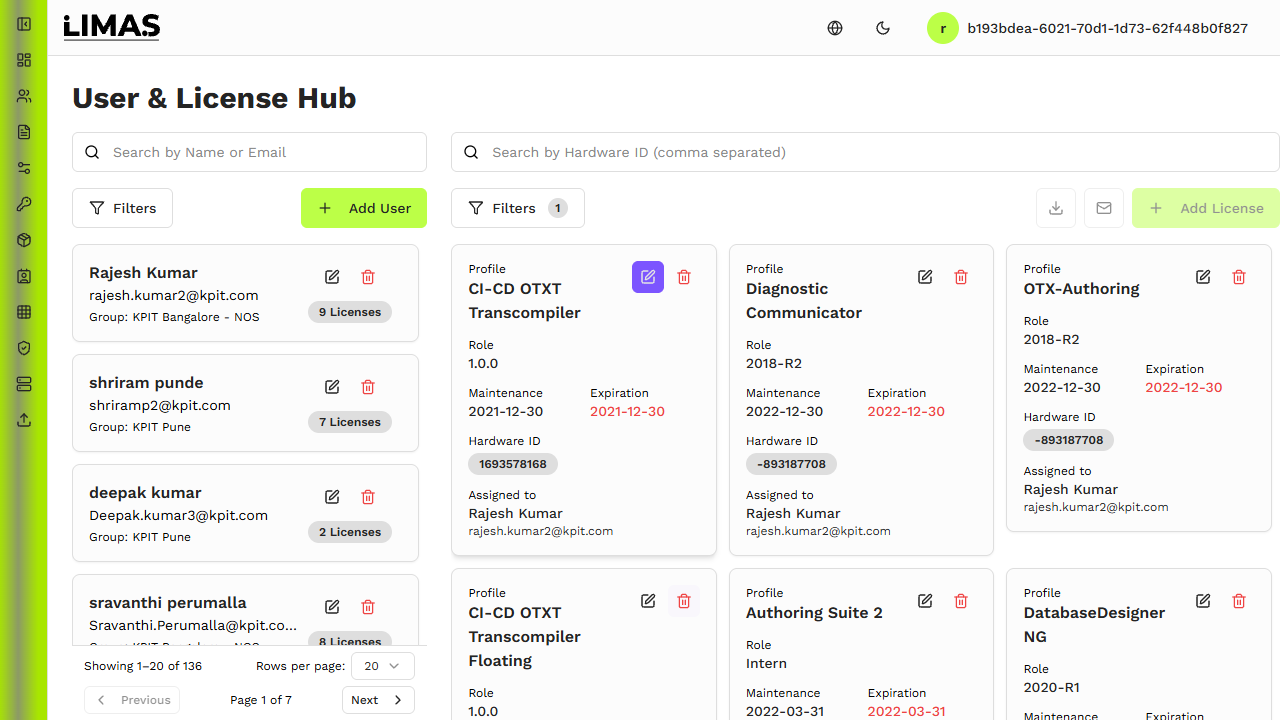 LIMAS
r
b193bdea-6021-70d1-1d73-62f448b0f827
User & License Hub
Search by Name or Email
Filters
Add User
Rajesh Kumar
rajesh.kumar2@kpit.com
Group: KPIT Bangalore - NOS
9 Licenses
shriram punde
shriramp2@kpit.com
Group: KPIT Pune
7 Licenses
deepak kumar
Deepak.kumar3@kpit.com
Group: KPIT Pune
2 Licenses
sravanthi perumalla
Sravanthi.Perumalla@kpit.co...
8 Licenses
Showing 1–20 of 136
Rows per page:
20
Previous
Page 1 of 7
Next
Search by Hardware ID (comma separated)
Filters
1
Add License
Profile
CI-CD OTXT
Transcompiler
Role
1.0.0
Maintenance
2021-12-30
Expiration
2021-12-30
Hardware ID
1693578168
Assigned to
Rajesh Kumar
rajesh.kumar2@kpit.com
Profile
Diagnostic
Communicator
Role
2018-R2
Maintenance
2022-12-30
Expiration
2022-12-30
Hardware ID
-893187708
Assigned to
Rajesh Kumar
rajesh.kumar2@kpit.com
Profile
OTX-Authoring
Role
2018-R2
Maintenance
2022-12-30
Expiration
2022-12-30
Hardware ID
-893187708
Assigned to
Rajesh Kumar
rajesh.kumar2@kpit.com
Profile
CI-CD OTXT
Transcompiler
Floating
Role
1.0.0
Profile
Authoring Suite 2
Role
Intern
Maintenance
2022-03-31
Expiration
2022-03-31
Profile
DatabaseDesigner
NG
Role
2020-R1
Maintenance
Expiration